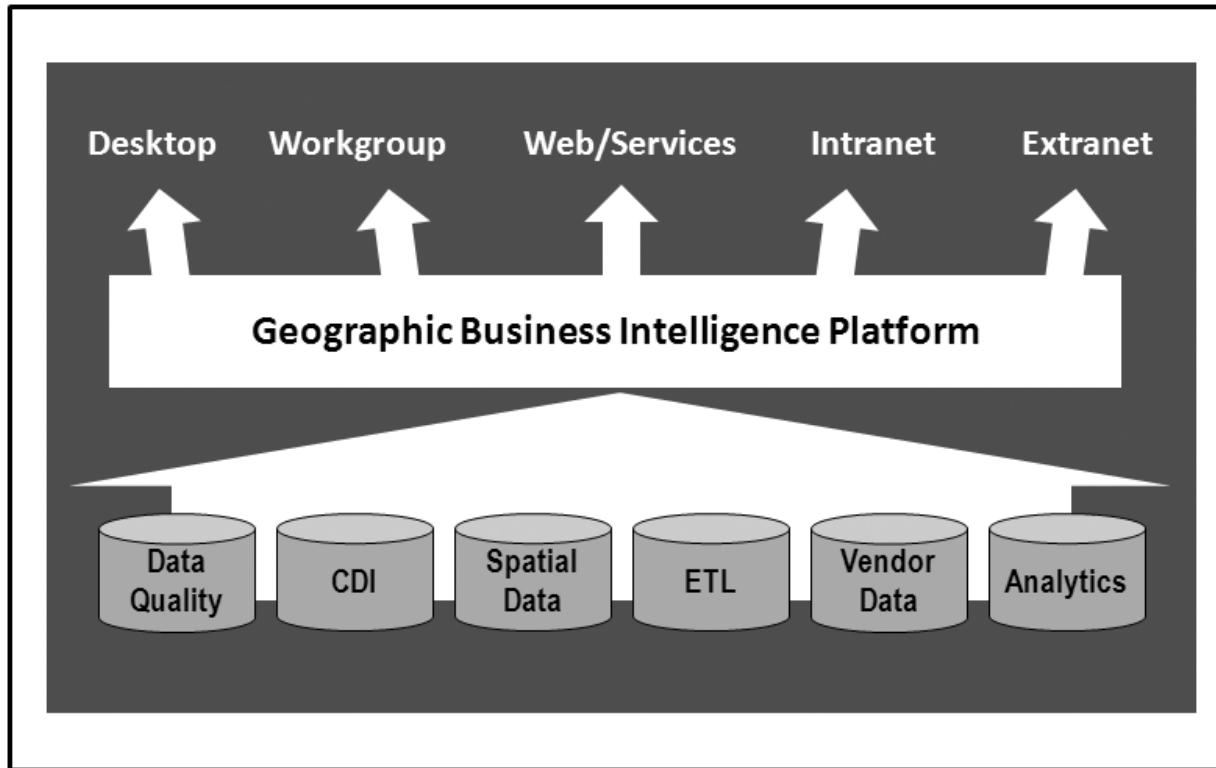 Desktop Workgroup Web/Services Intranet Extranet
Geographic Business Intelligence Platform
Data
Quality
CDI
Spatial
Data
ETL
Vendor
Data
Analytics